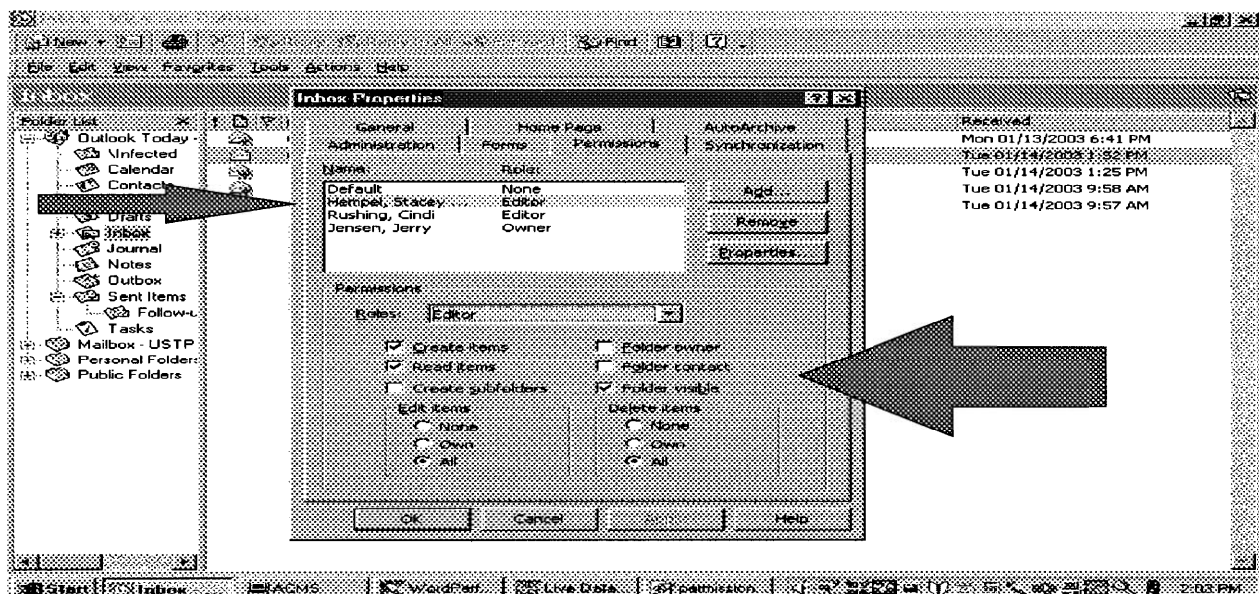 New
Find
File Edit View Favorites Tools Actions Help
Inbox
Inbox Properties
Folder List
Outlook Today -
\Infected
Calendar
Contacts
Drafts
Inbox
Journal
Notes
Outbox
Sent Items
Follow-u
Tasks
Mailbox - USTP
Personal Folders
Public Folders
General Home Page AutoArchive
Administration Forms Permissions Synchronization
Name: Role:
Default None
Hempel, Stacey ... Editor
Rushing, Cindi Editor
Jensen, Jerry Owner
Add...
Remove
Properties...
Permissions
Roles: Editor
Create items Folder owner
Read items Folder contact
Create subfolders Folder visible
Edit items Delete items
None None
Own Own
All All
OK Cancel Help
Received
Mon 01/13/2003 6:41 PM
Tue 01/14/2003 1:32 PM
Tue 01/14/2003 1:25 PM
Tue 01/14/2003 9:58 AM
Tue 01/14/2003 9:57 AM
Start Inbox ACMS WordPerf... Live Data... permission 2:03 PM